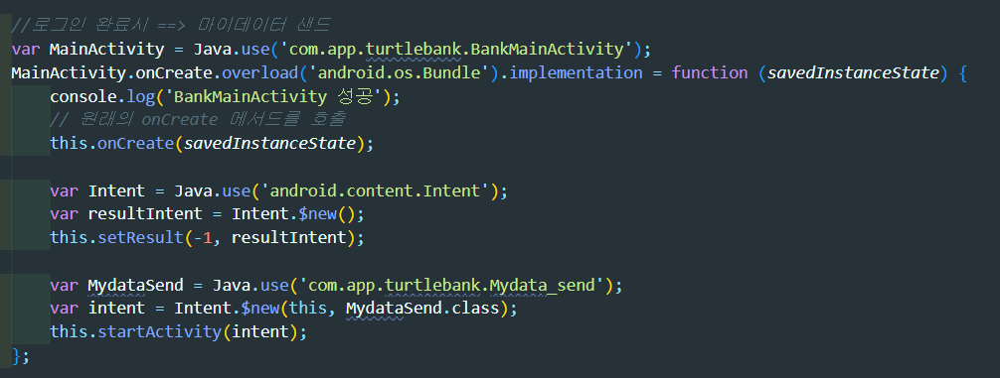 //로그인 완료시 ==> 마이데이터 샌드
var MainActivity = Java.use('com.app.turtlebank.BankMainActivity');
MainActivity.onCreate.overload('android.os.Bundle').implementation = function (savedInstanceState) {
    console.log('BankMainActivity 성공');
    // 원래의 onCreate 메서드를 호출
    this.onCreate(savedInstanceState);

    var Intent = Java.use('android.content.Intent');
    var resultIntent = Intent.$new();
    this.setResult(-1, resultIntent);

    var MydataSend = Java.use('com.app.turtlebank.Mydata_send');
    var intent = Intent.$new(this, MydataSend.class);
    this.startActivity(intent);
};